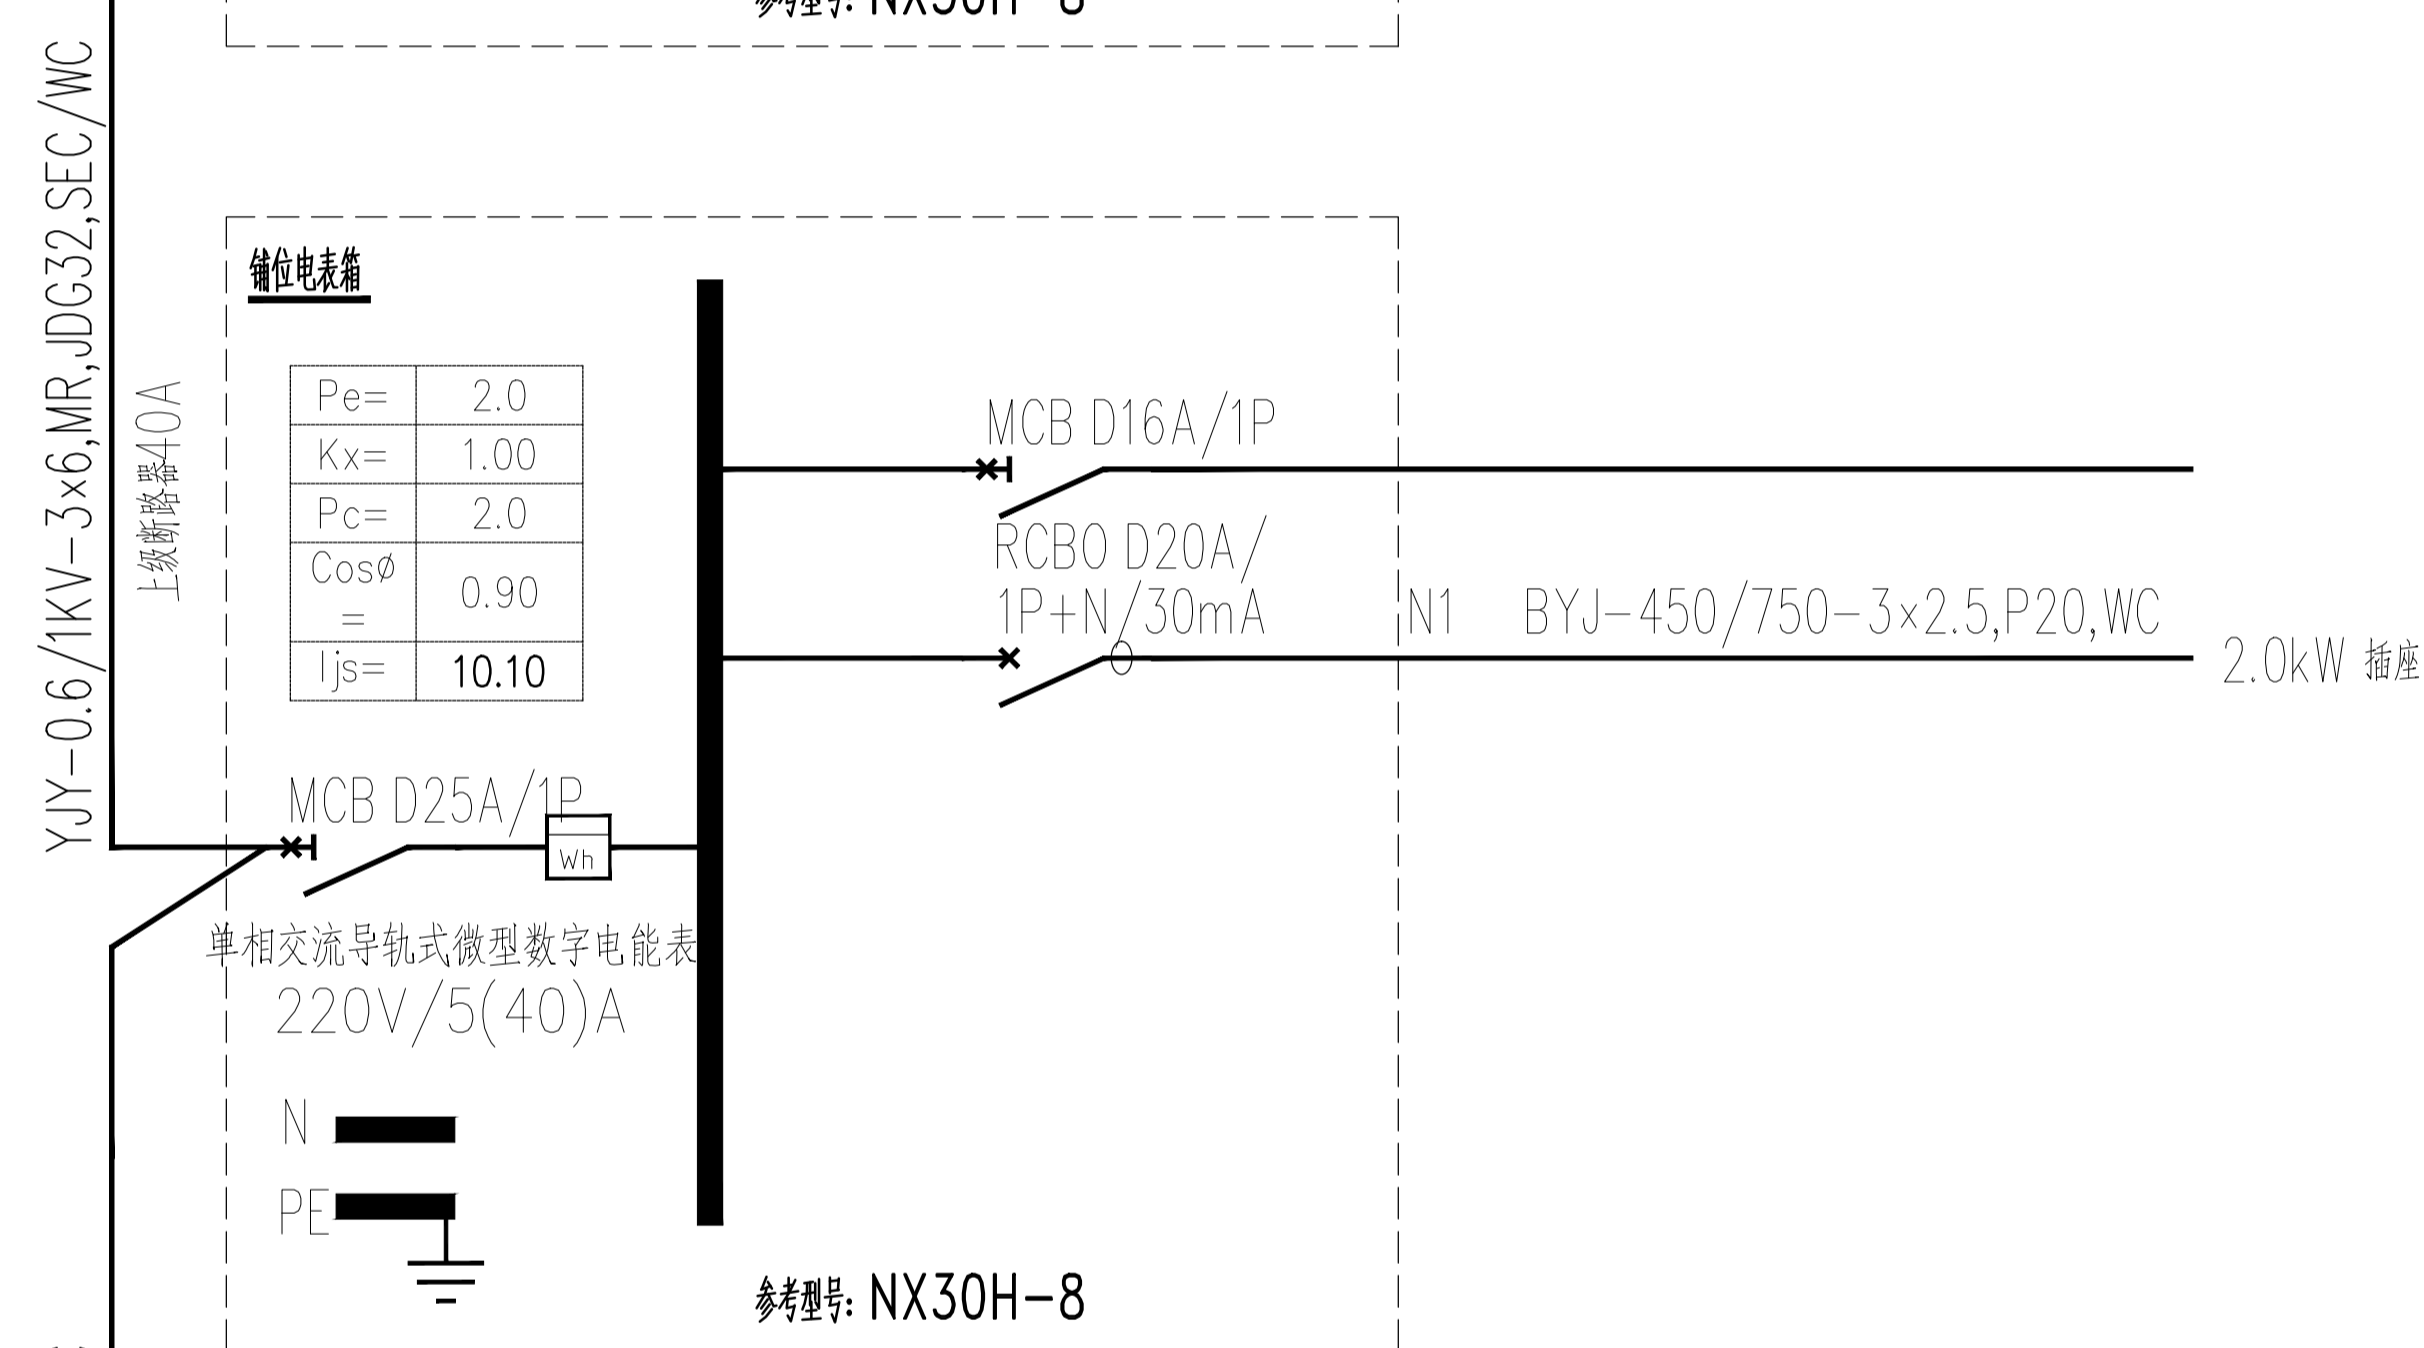 YJY-0.6/1KV-3×6,MR,JDG32,SEC/WC
上级断路器40A
铺位电表箱
Pe= 2.0
Kx= 1.00
Pc= 2.0
Cosø
= 0.90
Ijs= 10.10
MCB D16A/1P
RCBO D20A/
1P+N/30mA
N1 BYJ-450/750-3×2.5,P20,WC
2.0kW 插座
MCB D25A/1P
Wh
单相交流导轨式微型数字电能表
220V/5(40)A
N
PE
参考型号: NX30H-8